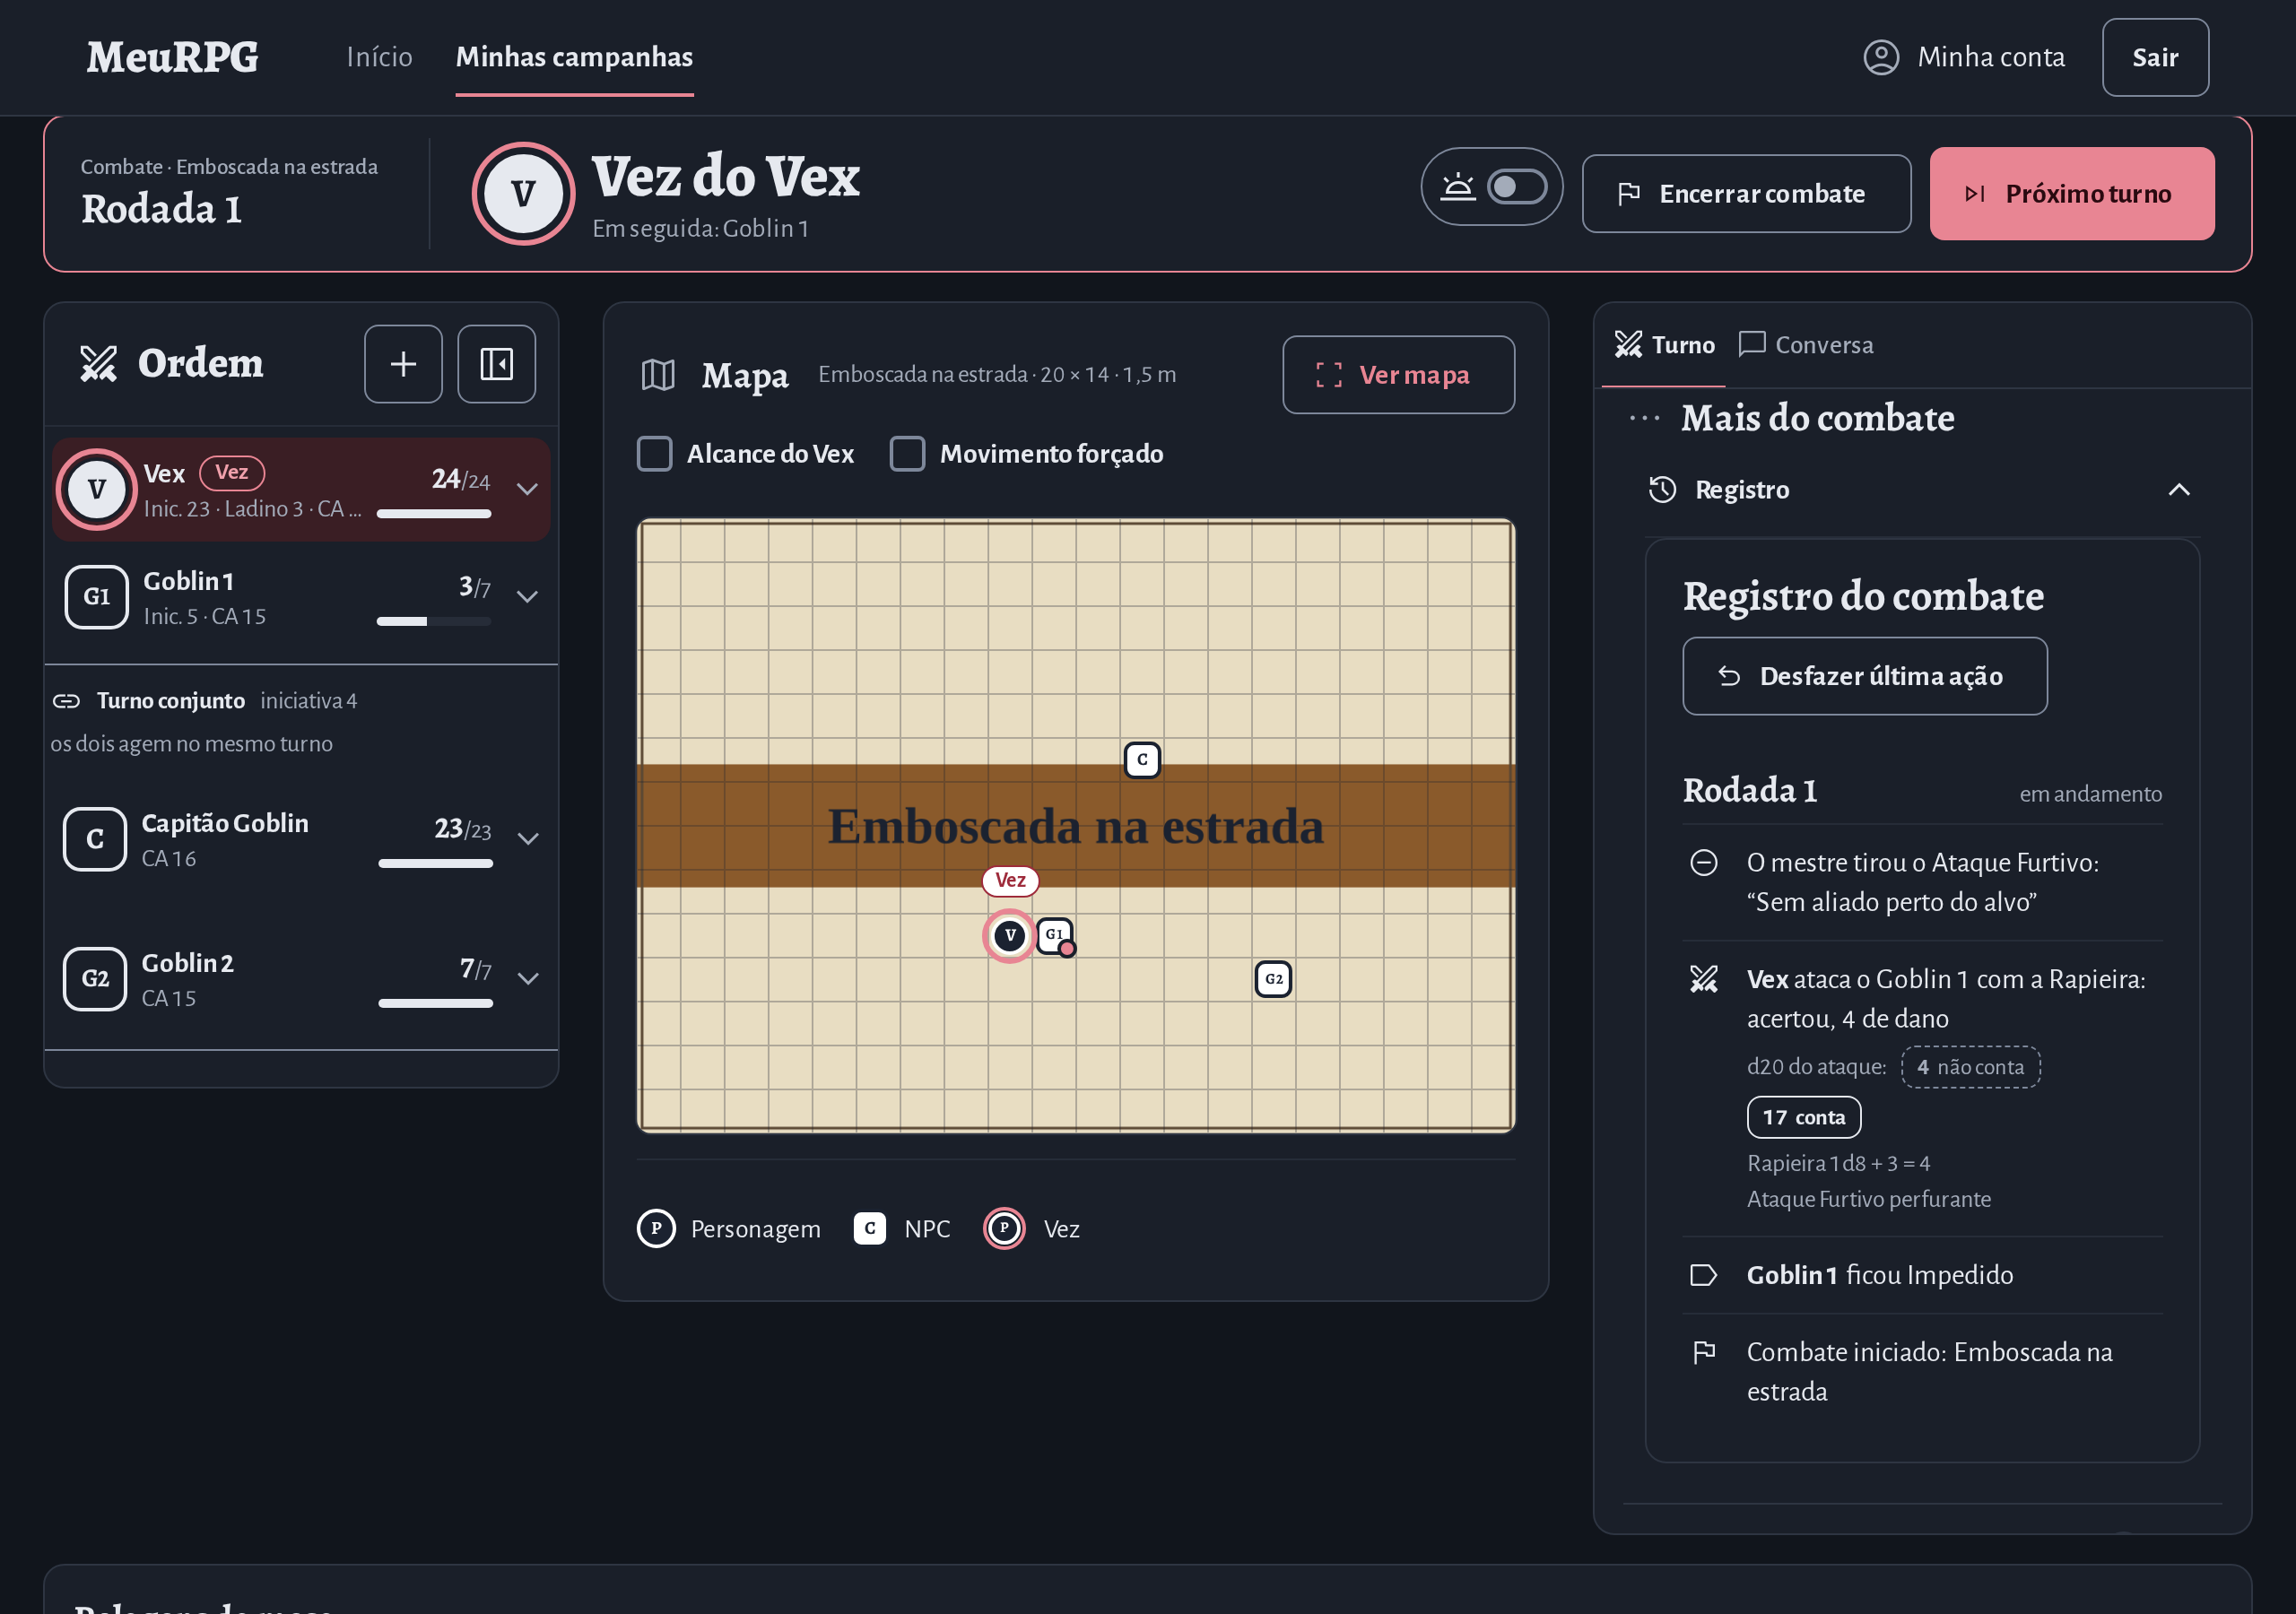 MeuRPG
Início
Minhas campanhas
Minha conta
Sair
Combate · Emboscada na estrada
Rodada 1
V
Vez do Vex
Em seguida: Goblin 1
Encerrar combate
Próximo turno
Ordem
V
Vex
Vez
24/24
Inic. 23 · Ladino 3 · CA ...
G1
Goblin 1
3/7
Inic. 5 · CA 15
Turno conjunto
iniciativa 4
os dois agem no mesmo turno
C
Capitão Goblin
23/23
CA 16
G2
Goblin 2
7/7
CA 15
Mapa
Emboscada na estrada · 20 × 14 · 1,5 m
Ver mapa
Alcance do Vex
Movimento forçado
C
Emboscada na estrada
Vez
V
G1
G2
P
Personagem
C
NPC
P
Vez
Turno
Conversa
Mais do combate
Registro
Registro do combate
Desfazer última ação
Rodada 1
em andamento
O mestre tirou o Ataque Furtivo:
“Sem aliado perto do alvo”
Vex ataca o Goblin 1 com a Rapieira:
acertou, 4 de dano
d20 do ataque:
4 não conta
17 conta
Rapieira 1d8 + 3 = 4
Ataque Furtivo perfurante
Goblin 1 ficou Impedido
Combate iniciado: Emboscada na
estrada